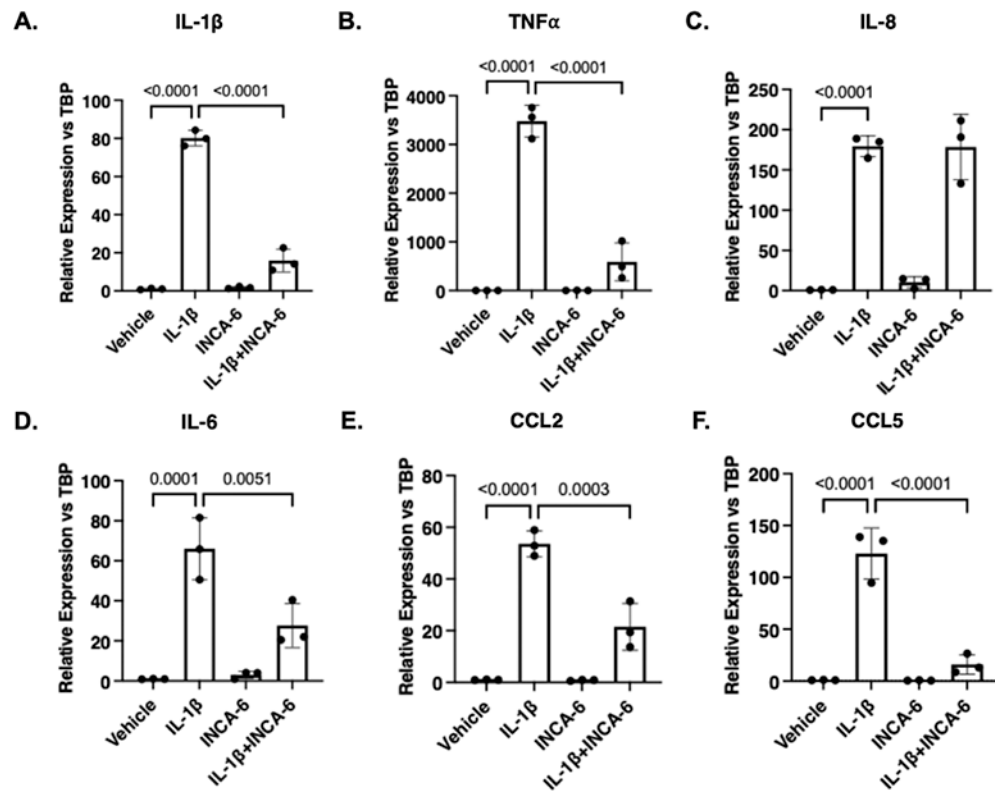 A. IL-1β
<0.0001 <0.0001
Relative Expression vs TBP
100
80
60
40
20
0
Vehicle
IL-1β
INCA-6
IL-1β+INCA-6
B. TNFα
<0.0001 <0.0001
Relative Expression vs TBP
4000
3000
2000
1000
0
Vehicle
IL-1β
INCA-6
IL-1β+INCA-6
C. IL-8
<0.0001
Relative Expression vs TBP
250
200
150
100
50
0
Vehicle
IL-1β
INCA-6
IL-1β+INCA-6
D. IL-6
0.0001 0.0051
Relative Expression vs TBP
100
80
60
40
20
0
Vehicle
IL-1β
INCA-6
IL-1β+INCA-6
E. CCL2
<0.0001 0.0003
Relative Expression vs TBP
80
60
40
20
0
Vehicle
IL-1β
INCA-6
IL-1β+INCA-6
F. CCL5
<0.0001 <0.0001
Relative Expression vs TBP
200
150
100
50
0
Vehicle
IL-1β
INCA-6
IL-1β+INCA-6